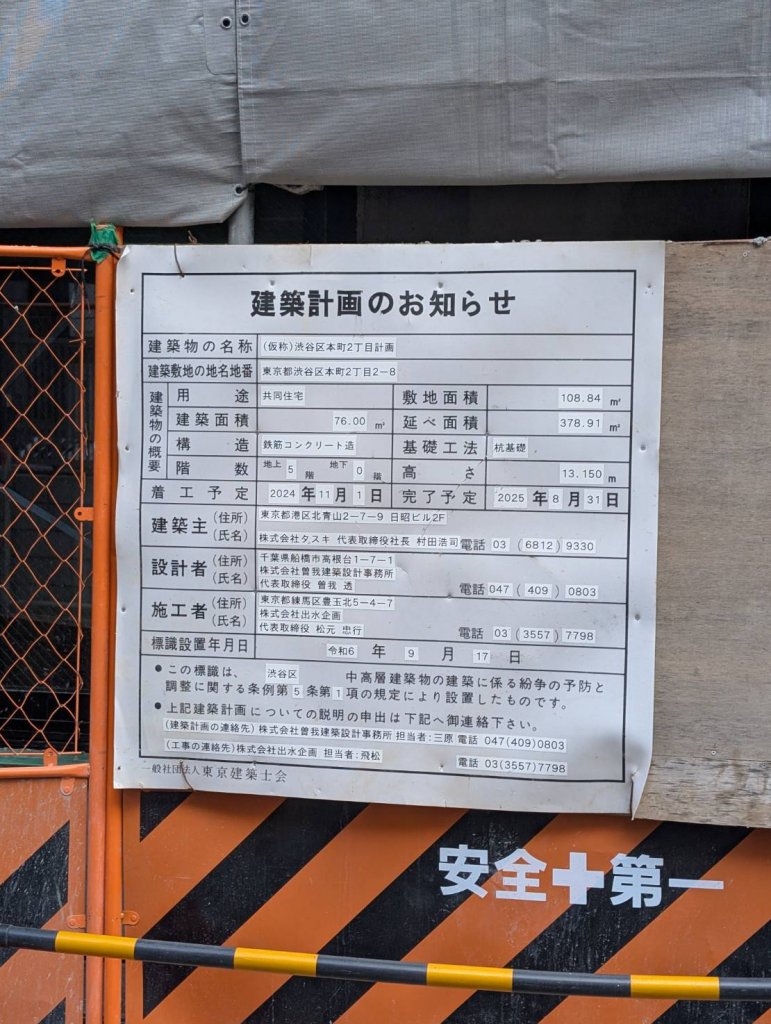 建築計画のお知らせ
建築物の名称 (仮称)渋谷区本町2丁目計画
建築敷地の地名地番 東京都渋谷区本町2丁目2−8
建築物の概要
用途 共同住宅 敷地面積 108.84 ㎡
建築面積 76.00 ㎡ 延べ面積 378.91 ㎡
構造 鉄筋コンクリート造 基礎工法 杭基礎
階数 地上 5 階 地下 0 階 高さ 13.150 m
着工予定 2024 年 11 月 1 日 完了予定 2025 年 8 月 31 日
建築主 (住所) 東京都港区北青山2−7−9 日昭ビル2F
(氏名) 株式会社タスキ 代表取締役社長 村田浩司 電話 03 (6812) 9330
設計者 (住所) 千葉県船橋市高根台1−7−1
(氏名) 株式会社曽我建築設計事務所
代表取締役 曽我 透 電話 047 (409) 0803
施工者 (住所) 東京都練馬区豊玉北5−4−7
(氏名) 株式会社出水企画
代表取締役 松元 忠行 電話 03 (3557) 7798
標識設置年月日 令和6 年 9 月 17 日
● この標識は、 渋谷区 中高層建築物の建築に係る紛争の予防と
調整に関する条例第 5 条第 1 項の規定により設置したものです。
● 上記建築計画についての説明の申出は下記へ御連絡下さい。
(建築計画の連絡先) 株式会社曽我建築設計事務所 担当者:三原 電話 047(409)0803
(工事の連絡先) 株式会社出水企画 担当者:飛松 電話 03(3557)7798
一般社団法人 東京建築士会
安全✚第一